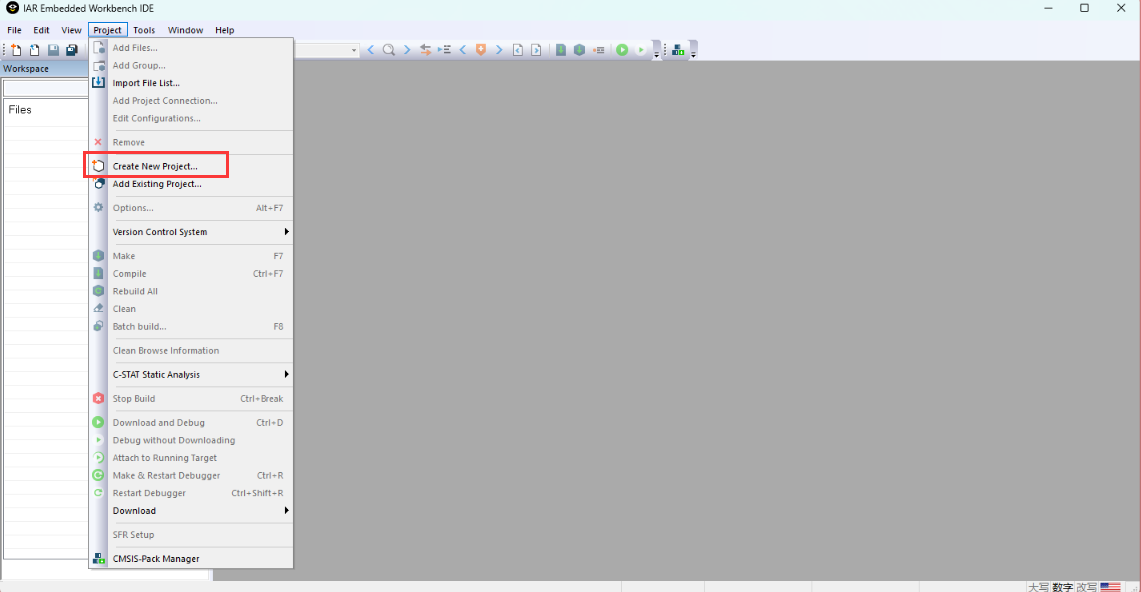 IAR Embedded Workbench IDE
File Edit View Project Tools Window Help
Workspace
Files
Add Files...
Add Group...
Import File List...
Add Project Connection...
Edit Configurations...
Remove
Create New Project...
Add Existing Project...
Options... Alt+F7
Version Control System
Make F7
Compile Ctrl+F7
Rebuild All
Clean
Batch build... F8
Clean Browse Information
C-STAT Static Analysis
Stop Build Ctrl+Break
Download and Debug Ctrl+D
Debug without Downloading
Attach to Running Target
Make & Restart Debugger Ctrl+R
Restart Debugger Ctrl+Shift+R
Download
SFR Setup
CMSIS-Pack Manager
大写 数字 改写